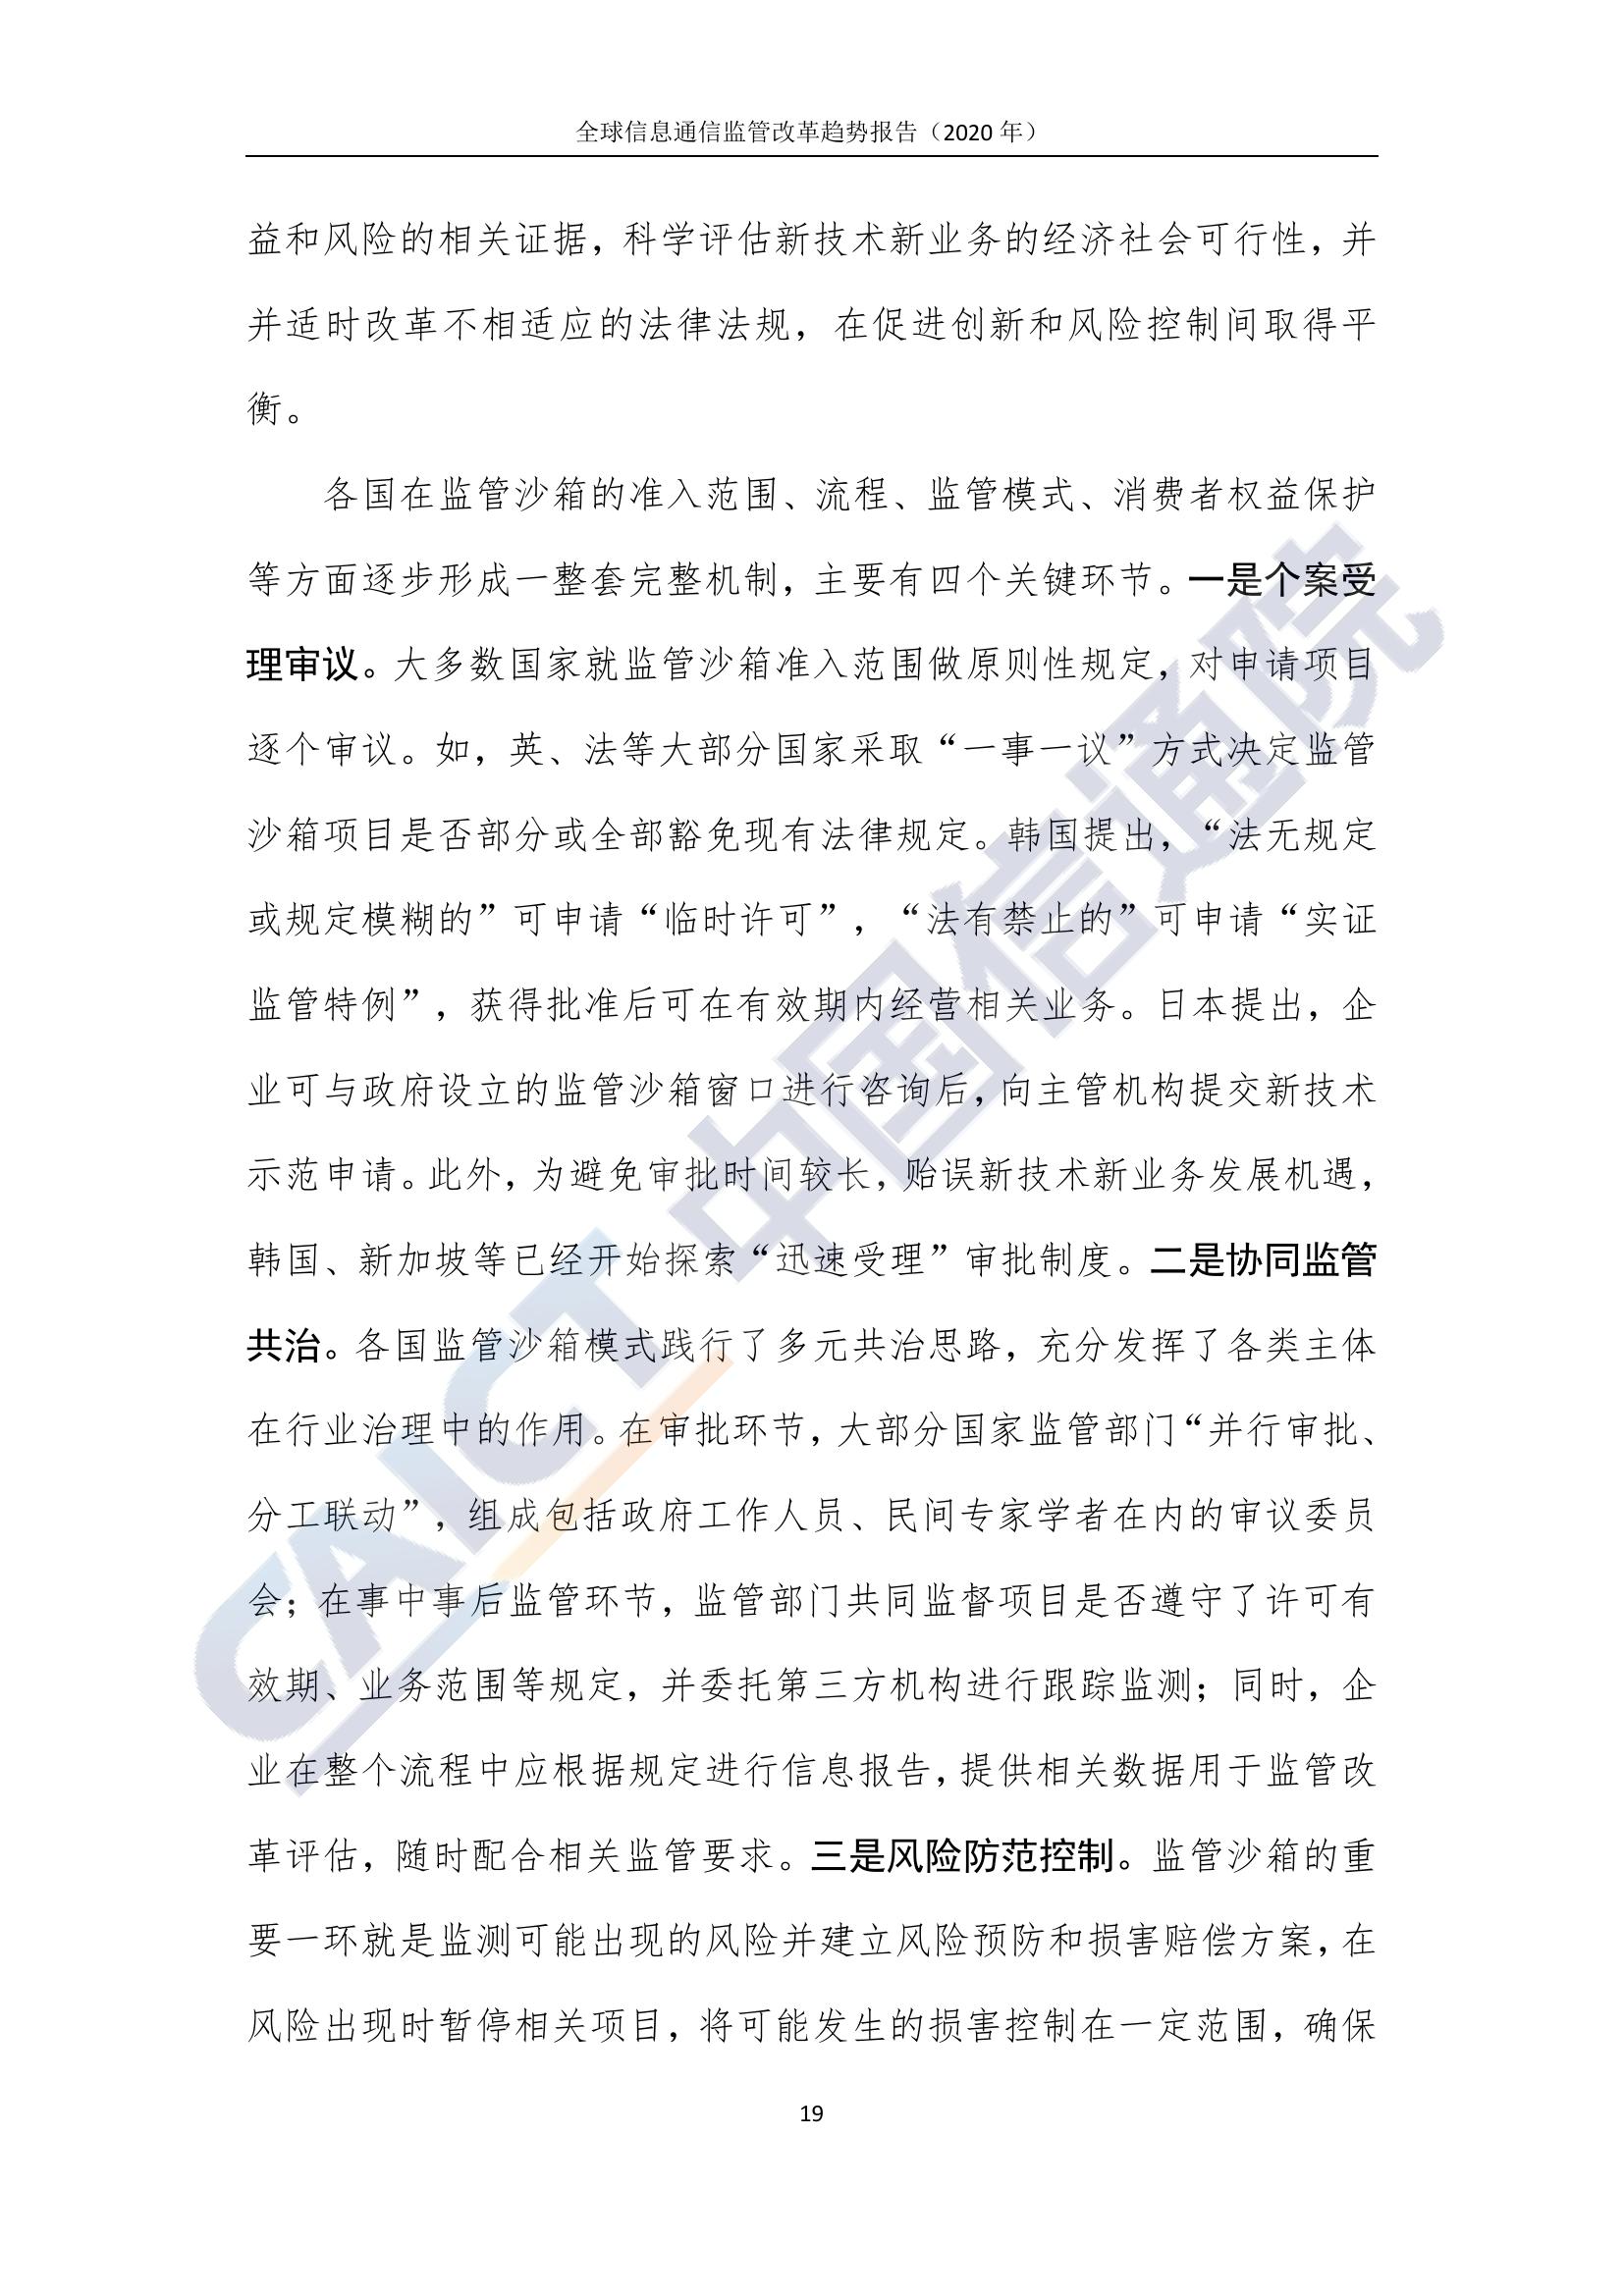 全球信息通信监管改革趋势报告（2020 年）
益和风险的相关证据，科学评估新技术新业务的经济社会可行性，并
并适时改革不相适应的法律法规，在促进创新和风险控制间取得平
衡。
各国在监管沙箱的准入范围、流程、监管模式、消费者权益保护
等方面逐步形成一整套完整机制，主要有四个关键环节。一是个案受
理审议。大多数国家就监管沙箱准入范围做原则性规定，对申请项目
逐个审议。如，英、法等大部分国家采取“一事一议”方式决定监管
沙箱项目是否部分或全部豁免现有法律规定。韩国提出，“法无规定
或规定模糊的”可申请“临时许可”，“法有禁止的”可申请“实证
监管特例”，获得批准后可在有效期内经营相关业务。日本提出，企
业可与政府设立的监管沙箱窗口进行咨询后，向主管机构提交新技术
示范申请。此外，为避免审批时间较长，贻误新技术新业务发展机遇，
韩国、新加坡等已经开始探索“迅速受理”审批制度。二是协同监管
共治。各国监管沙箱模式践行了多元共治思路，充分发挥了各类主体
在行业治理中的作用。在审批环节，大部分国家监管部门“并行审批、
分工联动”，组成包括政府工作人员、民间专家学者在内的审议委员
会；在事中事后监管环节，监管部门共同监督项目是否遵守了许可有
效期、业务范围等规定，并委托第三方机构进行跟踪监测；同时，企
业在整个流程中应根据规定进行信息报告，提供相关数据用于监管改
革评估，随时配合相关监管要求。三是风险防范控制。监管沙箱的重
要一环就是监测可能出现的风险并建立风险预防和损害赔偿方案，在
风险出现时暂停相关项目，将可能发生的损害控制在一定范围，确保
19
CAICT 中国信通院